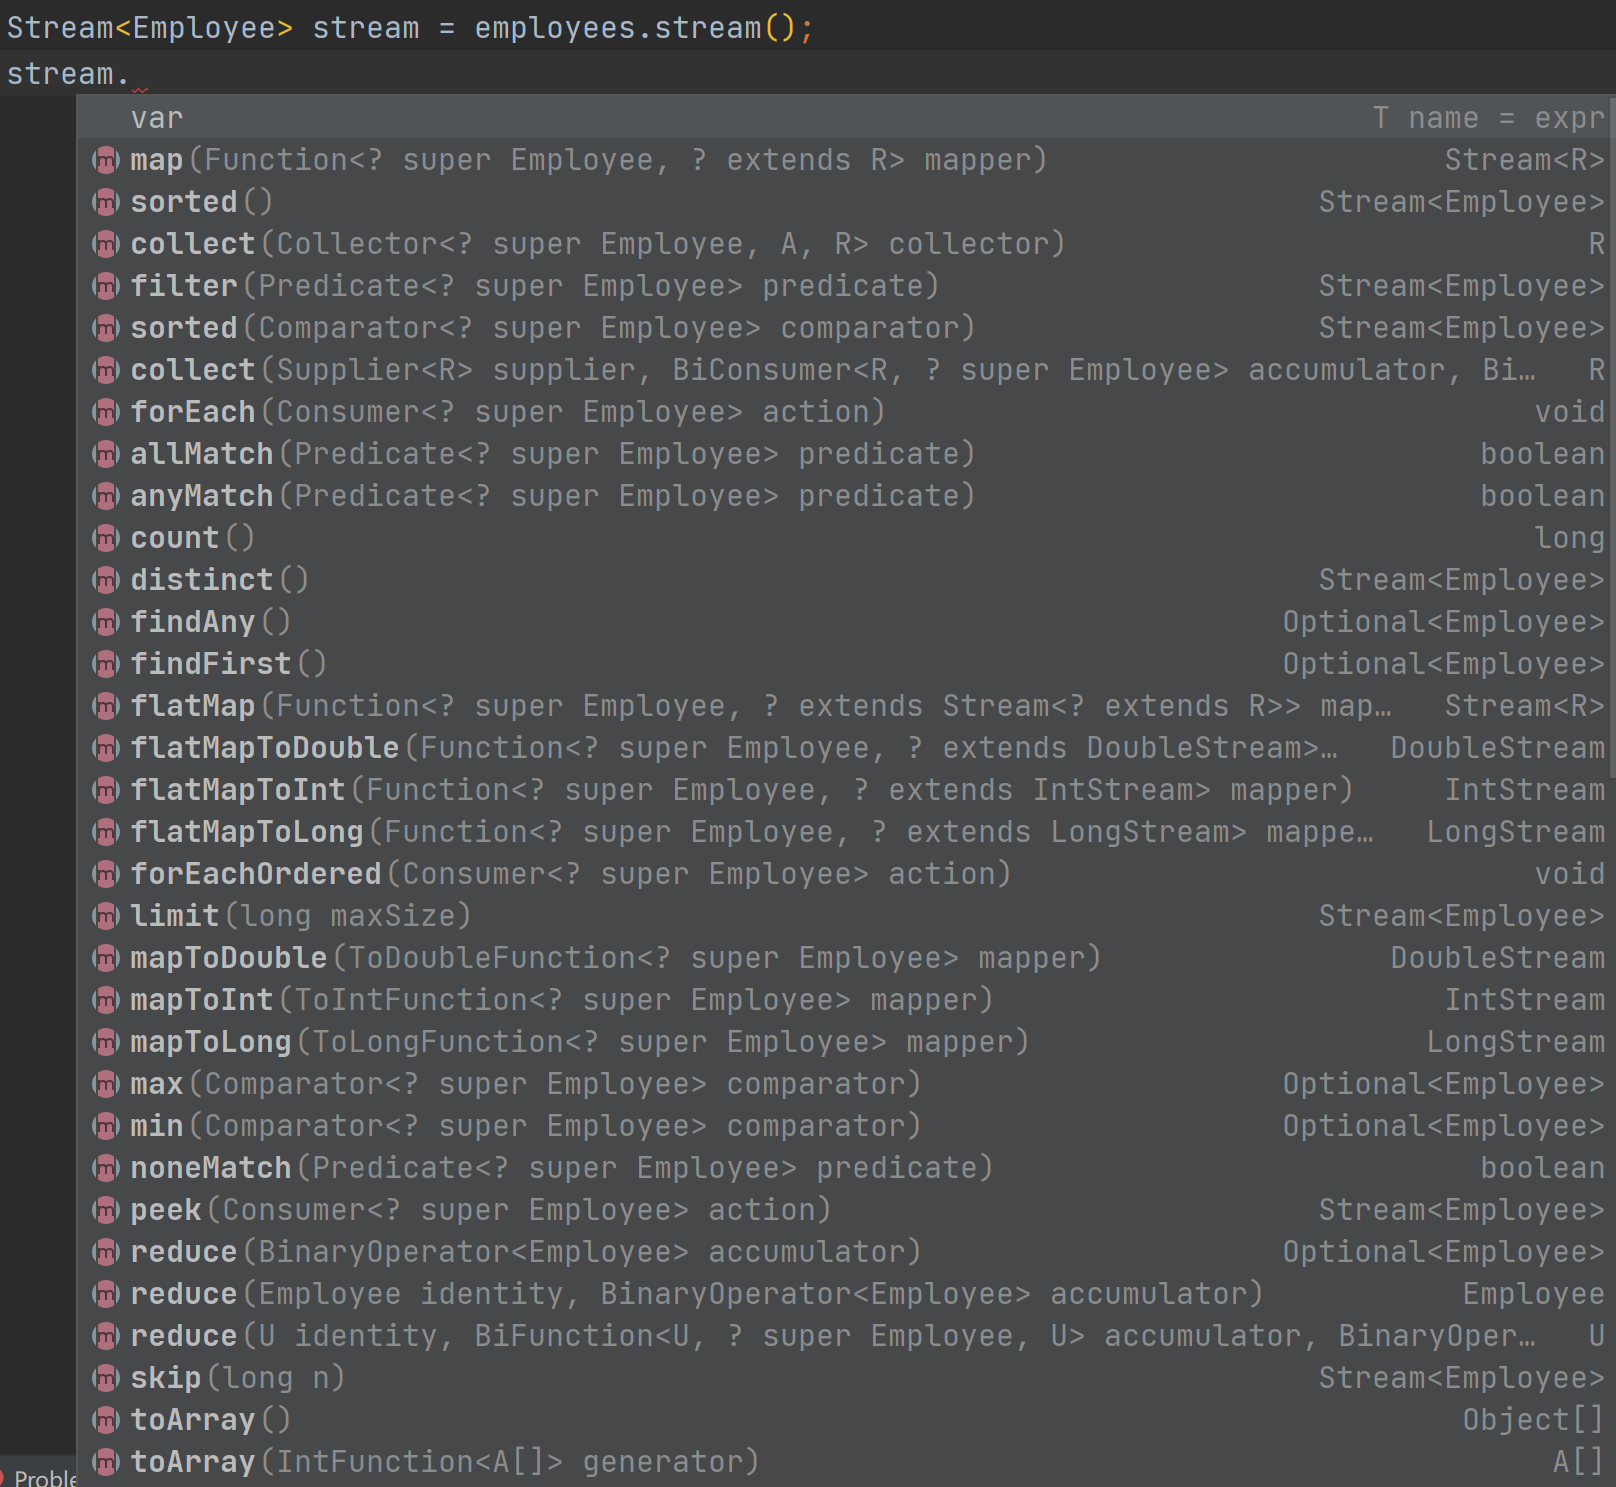 Stream<Employee> stream = employees.stream();
stream.
var T name = expr
map(Function<? super Employee, ? extends R> mapper) Stream<R>
sorted() Stream<Employee>
collect(Collector<? super Employee, A, R> collector) R
filter(Predicate<? super Employee> predicate) Stream<Employee>
sorted(Comparator<? super Employee> comparator) Stream<Employee>
collect(Supplier<R> supplier, BiConsumer<R, ? super Employee> accumulator, Bi… R
forEach(Consumer<? super Employee> action) void
allMatch(Predicate<? super Employee> predicate) boolean
anyMatch(Predicate<? super Employee> predicate) boolean
count() long
distinct() Stream<Employee>
findAny() Optional<Employee>
findFirst() Optional<Employee>
flatMap(Function<? super Employee, ? extends Stream<? extends R>> map… Stream<R>
flatMapToDouble(Function<? super Employee, ? extends DoubleStream>… DoubleStream
flatMapToInt(Function<? super Employee, ? extends IntStream> mapper) IntStream
flatMapToLong(Function<? super Employee, ? extends LongStream> mappe… LongStream
forEachOrdered(Consumer<? super Employee> action) void
limit(long maxSize) Stream<Employee>
mapToDouble(ToDoubleFunction<? super Employee> mapper) DoubleStream
mapToInt(ToIntFunction<? super Employee> mapper) IntStream
mapToLong(ToLongFunction<? super Employee> mapper) LongStream
max(Comparator<? super Employee> comparator) Optional<Employee>
min(Comparator<? super Employee> comparator) Optional<Employee>
noneMatch(Predicate<? super Employee> predicate) boolean
peek(Consumer<? super Employee> action) Stream<Employee>
reduce(BinaryOperator<Employee> accumulator) Optional<Employee>
reduce(Employee identity, BinaryOperator<Employee> accumulator) Employee
reduce(U identity, BiFunction<U, ? super Employee, U> accumulator, BinaryOper… U
skip(long n) Stream<Employee>
toArray() Object[]
toArray(IntFunction<A[]> generator) A[]
Proble